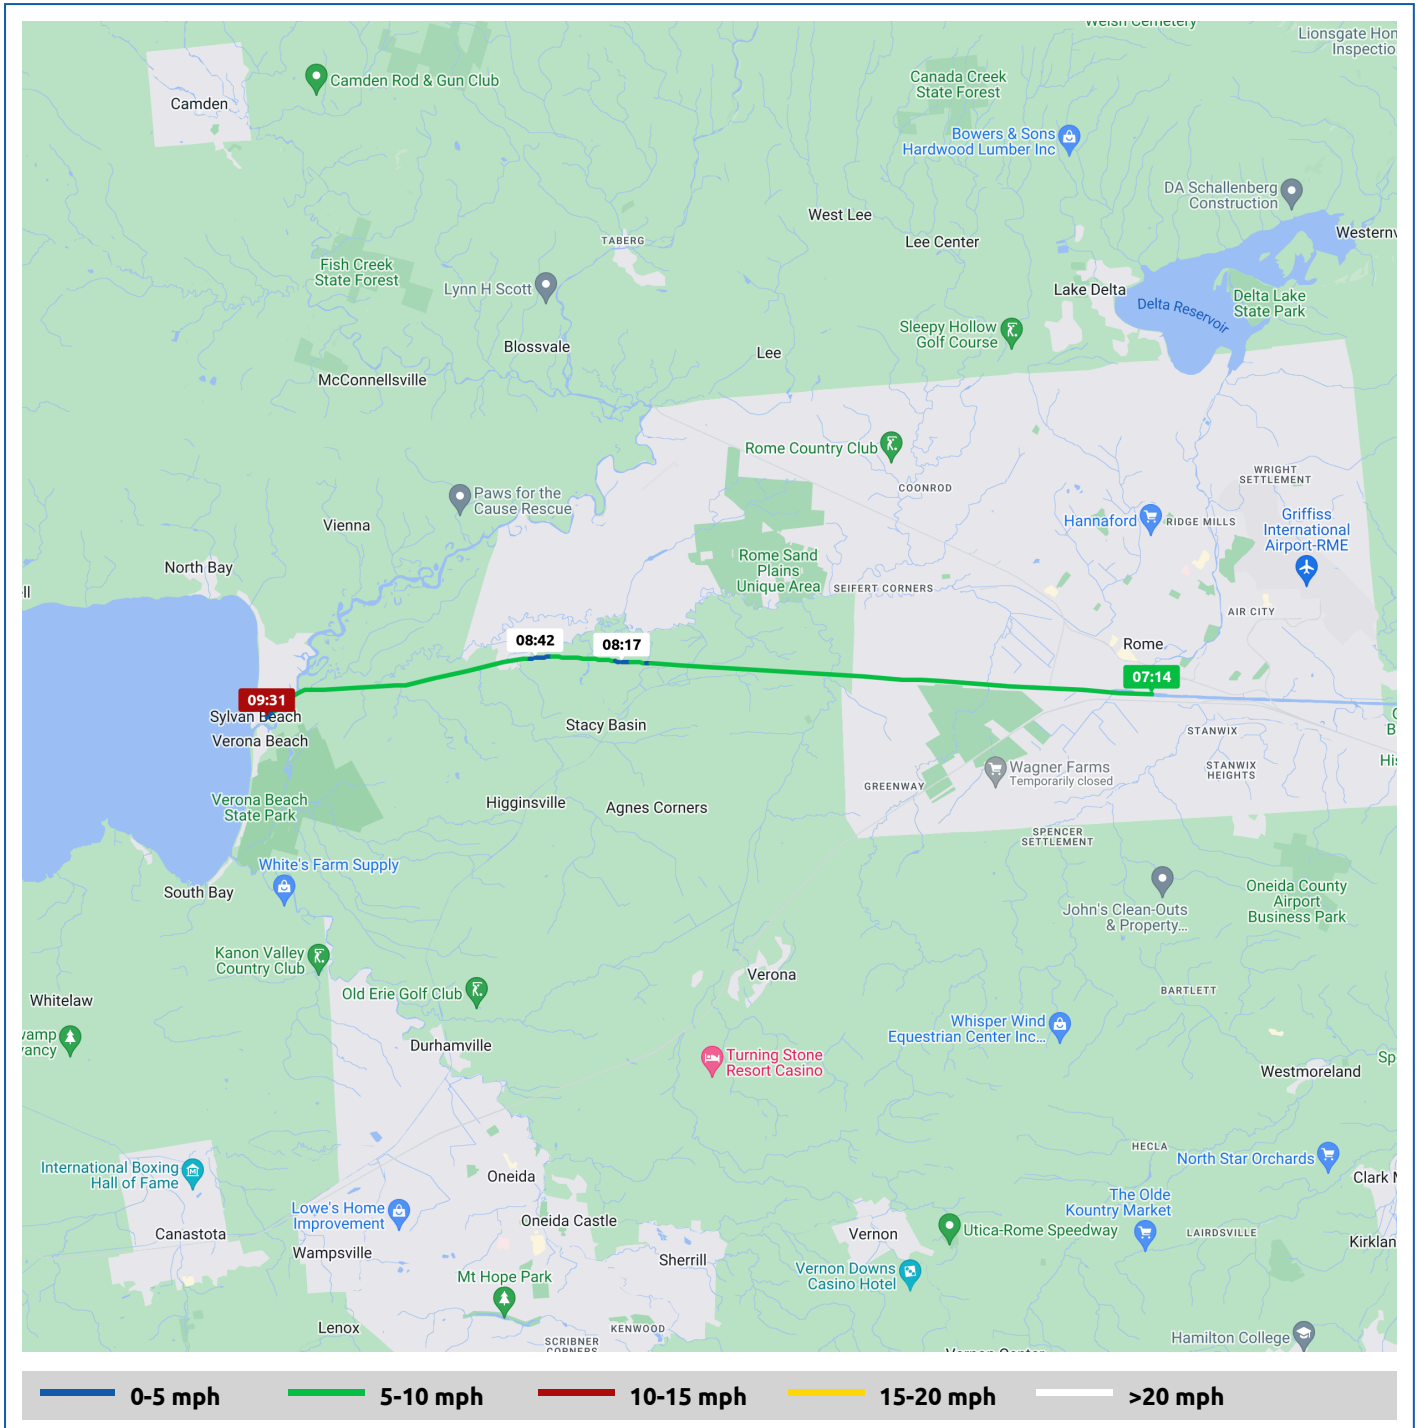 Welsh Cemetery
Lionsgate Hon
Inspectio
Camden Rod & Gun Club
Camden
Canada Creek
State Forest
Bowers & Sons
Hardwood Lumber Inc
DA Schallenberg
Construction
West Lee
Westernv
TABERG
Lee Center
Fish Creek
State Forest
Lynn H Scott
Lake Delta
Delta Reservoir
Delta Lake
State Park
Sleepy Hollow
Golf Course
Blossvale
Lee
McConnellsville
Rome Country Club
WRIGHT
SETTLEMENT
COONROD
Paws for the
Cause Rescue
Vienna
Hannaford
RIDGE MILLS
Griffiss
International
Airport-RME
North Bay
Rome Sand
Plains
Unique Area
SEIFERT CORNERS
ell
AIR CITY
08:42
08:17
Rome
07:14
09:31
Sylvan Beach
Verona Beach
Stacy Basin
STANWIX
C
B
His
Wagner Farms
Temporarily closed
STANWIX
HEIGHTS
GREENWAY
Verona Beach
State Park
Higginsville
Agnes Corners
SPENCER
SETTLEMENT
White's Farm Supply
South Bay
John's Clean-Outs
& Property...
Oneida County
Airport
Business Park
Kanon Valley
Country Club
Old Erie Golf Club
Verona
Whitelaw
BARTLETT
vamp
vancy
Durhamville
Whisper Wind
Equestrian Center Inc...
Turning Stone
Resort Casino
Sp
Westmoreland
International Boxing
Hall of Fame
HECLA
North Star Orchards
Oneida
Clark M
Lowe's Home
Improvement
The Olde
Kountry Market
Canastota
Oneida Castle
Vernon
Utica-Rome Speedway
LAIRDSVILLE
Kirklan
Wampsville
Sherrill
Vernon Downs
Casino Hotel
Mt Hope Park
Lenox
KENWOOD
SCRIBNER
CORNERS
Hamilton College
Vernon Center
0-5 mph
5-10 mph
10-15 mph
15-20 mph
>20 mph